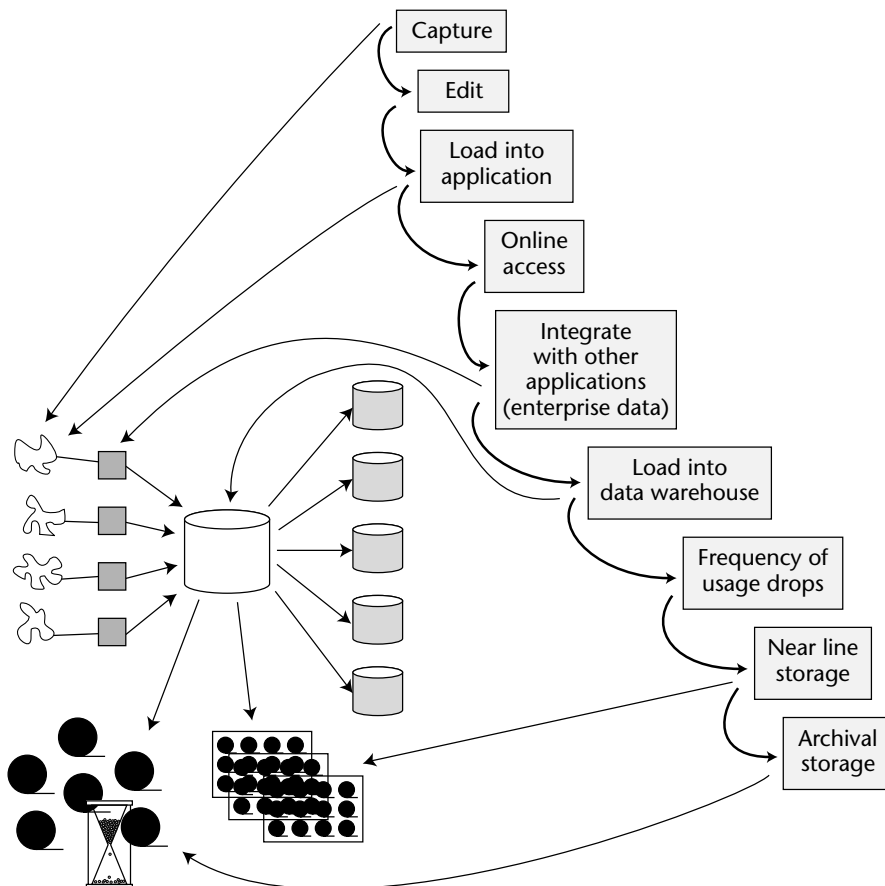 Capture
Edit
Load into
application
Online
access
Integrate
with other
applications
(enterprise data)
Load into
data warehouse
Frequency of
usage drops
Near line
storage
Archival
storage